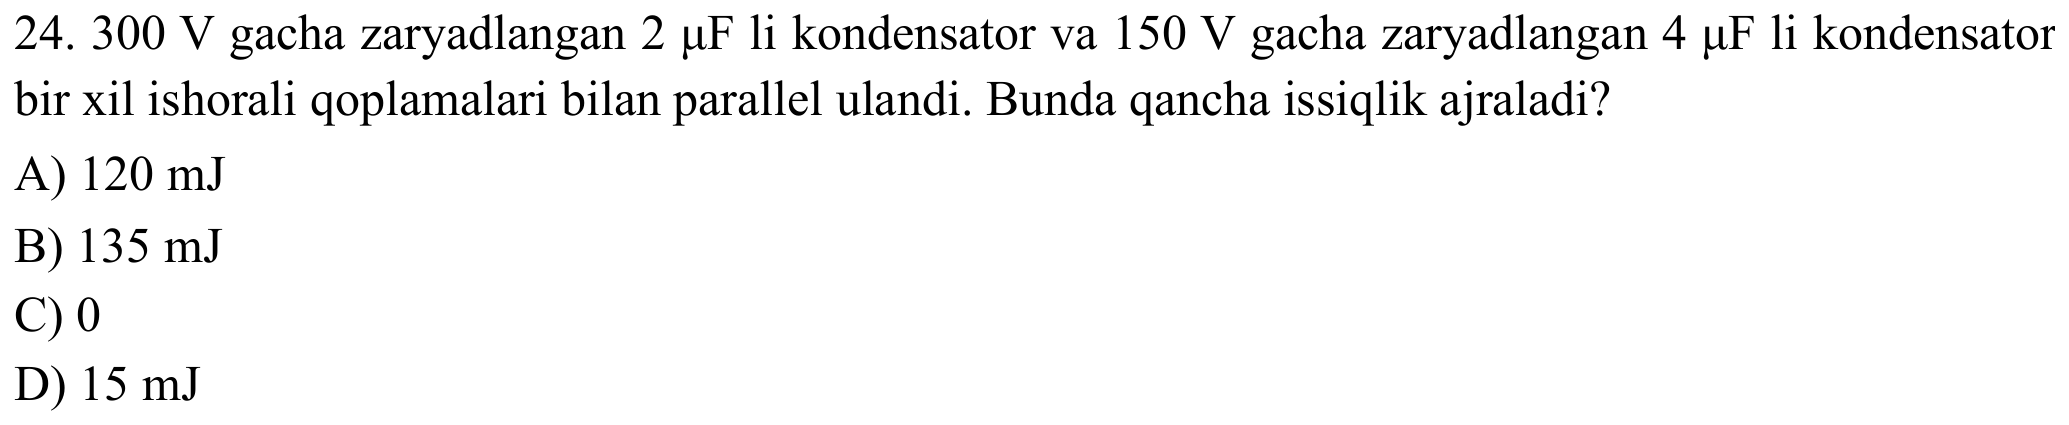 24. 300 V gacha zaryadlangan 2 μF li kondensator va 150 V gacha zaryadlangan 4 μF li kondensator
bir xil ishorali qoplamalari bilan parallel ulandi. Bunda qancha issiqlik ajraladi?
A) 120 mJ
B) 135 mJ
C) 0
D) 15 mJ